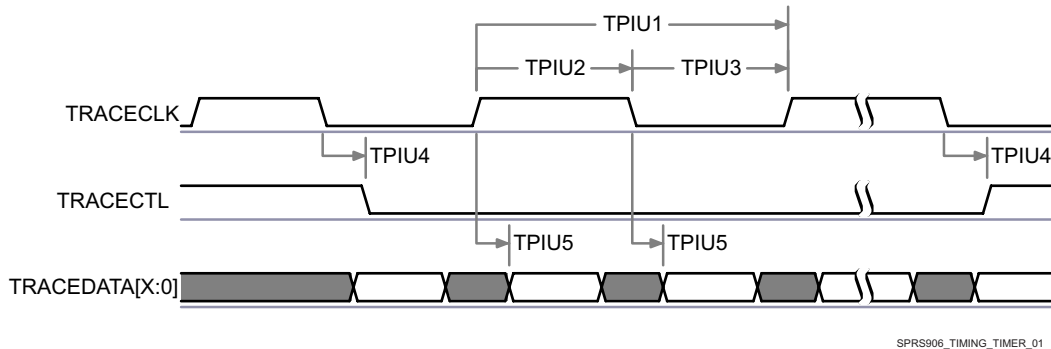 TPIU1
TPIU2 TPIU3
TRACECLK
TPIU4 TPIU4
TRACECTL
TPIU5 TPIU5
TRACEDATA[X:0]
SPRS906_TIMING_TIMER_01